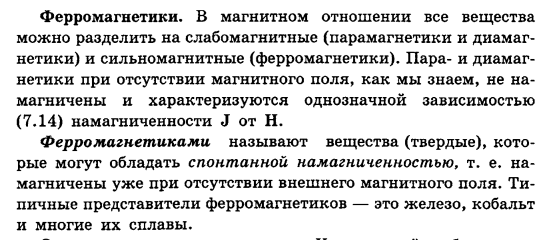 Ферромагнетики. В магнитном отношении все вещества
можно разделить на слабомагнитные (парамагнетики и диамаг-
нетики) и сильномагнитные (ферромагнетики). Пара- и диамаг-
нетики при отсутствии магнитного поля, как мы знаем, не на-
магничены и характеризуются однозначной зависимостью
(7.14) намагниченности J от H.
Ферромагнетиками называют вещества (твердые), кото-
рые могут обладать спонтанной намагниченностью, т. е. на-
магничены уже при отсутствии внешнего магнитного поля. Ти-
пичные представители ферромагнетиков — это железо, кобальт
и многие их сплавы.